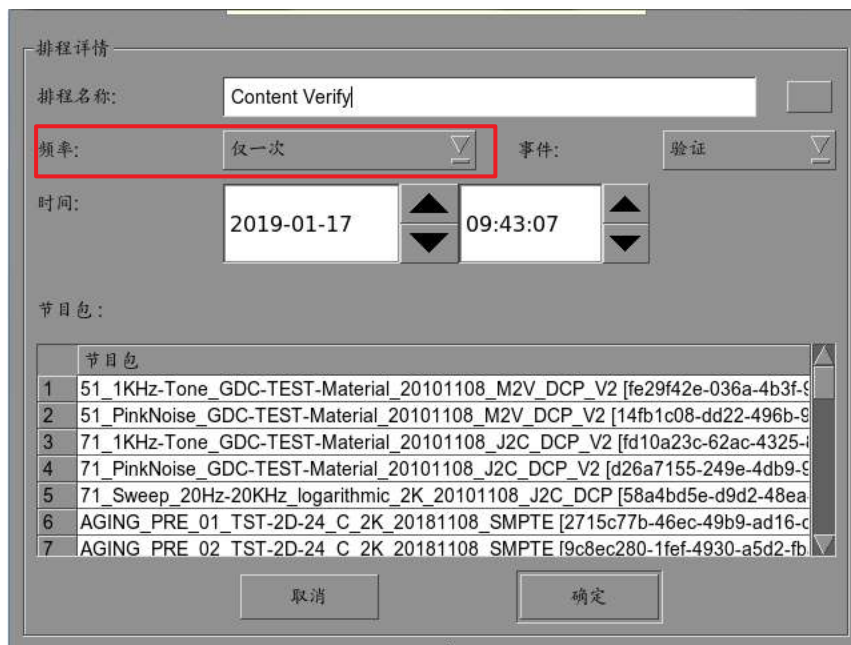 排程详情
排程名称: Content Verify
频率: 仅一次 事件: 验证
时间: 2019-01-17 09:43:07
节目包:
节目包
1 51_1KHz-Tone_GDC-TEST-Material_20101108_M2V_DCP_V2 [fe29f42e-036a-4b3f-9
2 51_PinkNoise_GDC-TEST-Material_20101108_M2V_DCP_V2 [14fb1c08-dd22-496b-9
3 71_1KHz-Tone_GDC-TEST-Material_20101108_J2C_DCP_V2 [fd10a23c-62ac-4325-
4 71_PinkNoise_GDC-TEST-Material_20101108_J2C_DCP_V2 [d26a7155-249e-4db9-9
5 71_Sweep_20Hz-20KHz_logarithmic_2K_20101108_J2C_DCP [58a4bd5e-d9d2-48ea-
6 AGING_PRE_01_TST-2D-24_C_2K_20181108_SMPTE [2715c77b-46ec-49b9-ad16-c
7 AGING_PRE_02_TST-2D-24_C_2K_20181108_SMPTE [9c8ec280-1fef-4930-a5d2-fb
取消 确定